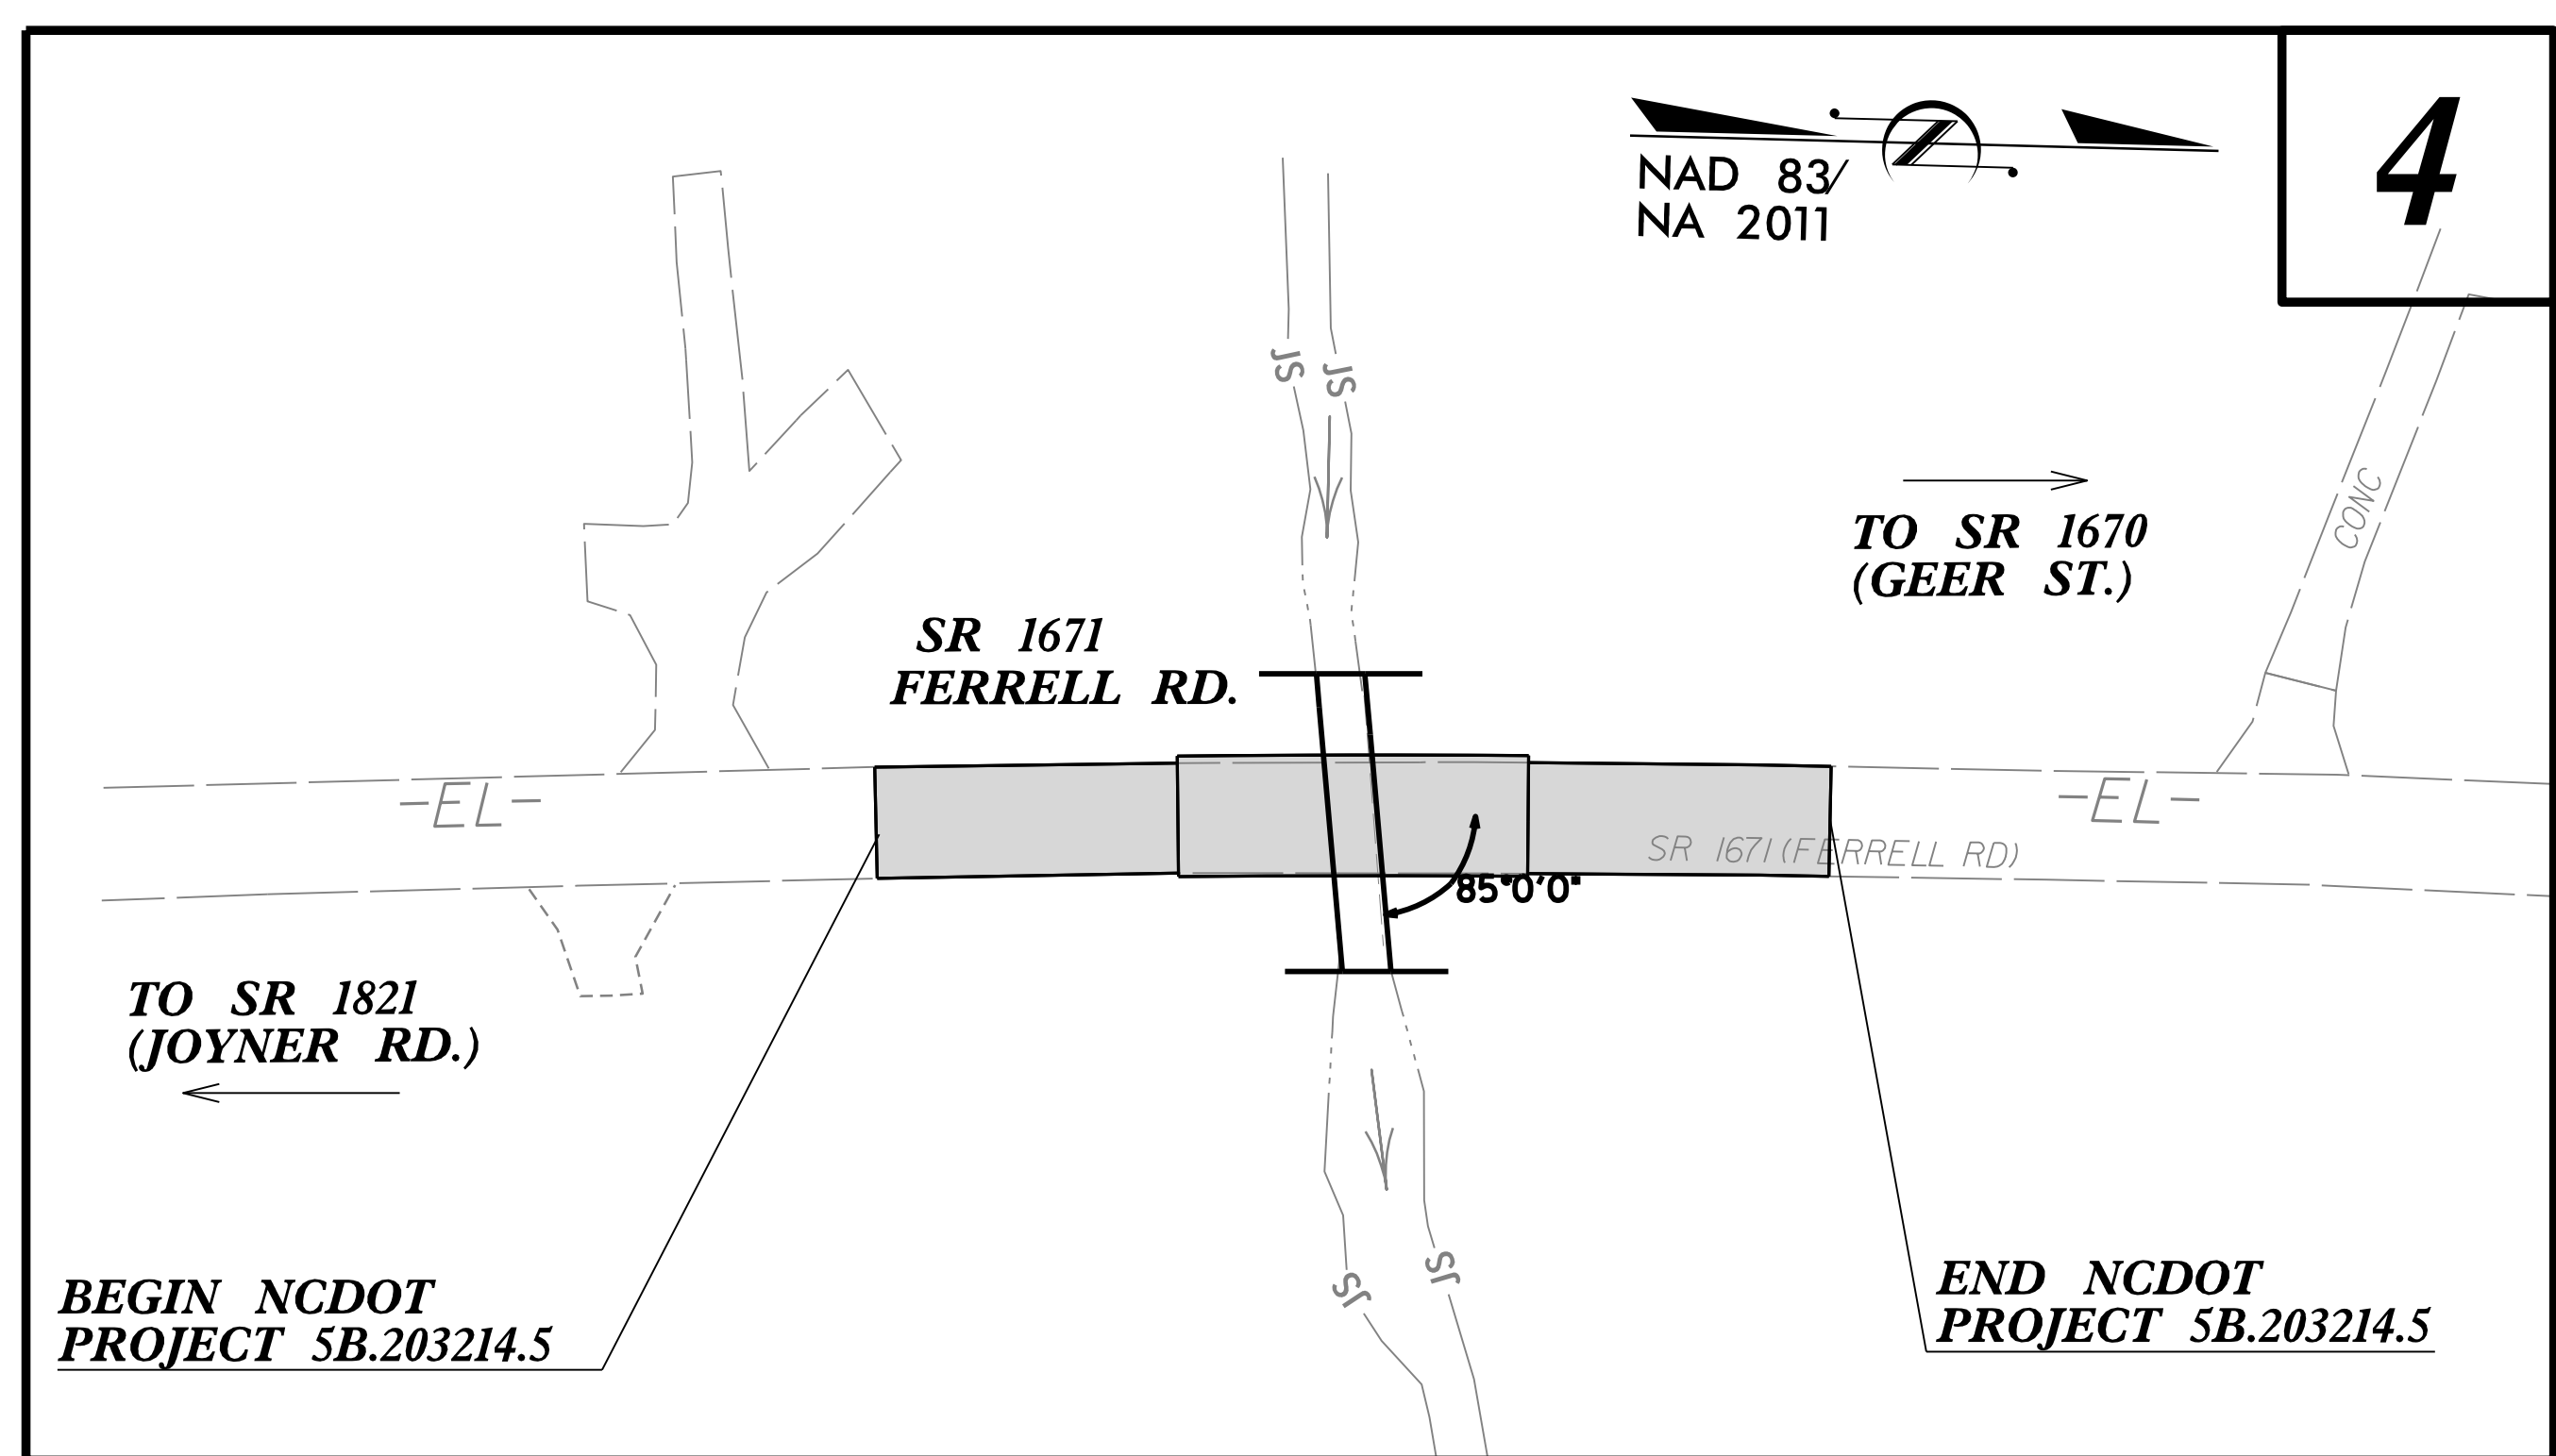 4
NAD 83/
NA 2011
JS
JS
CONC
TO SR 1670
(GEER ST.)
SR 1671
FERRELL RD.
-EL-
-EL-
SR 1671 (FERRELL RD)
85°0'0"
TO SR 1821
(JOYNER RD.)
JS
JS
BEGIN NCDOT
PROJECT 5B.203214.5
END NCDOT
PROJECT 5B.203214.5